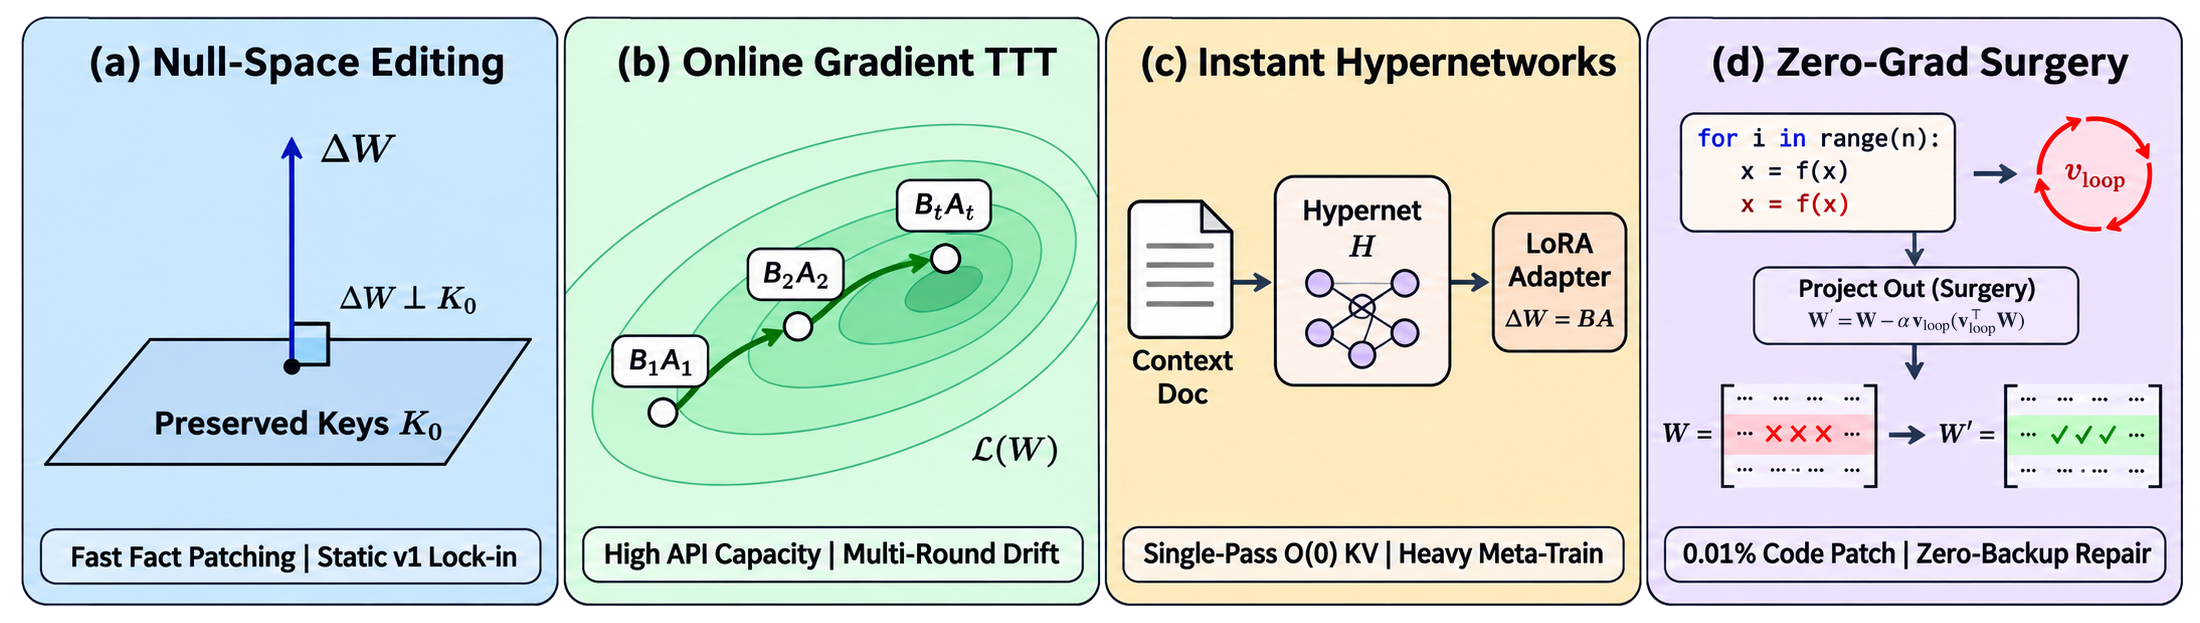 (a) Null-Space Editing
ΔW
ΔW ⊥ K₀
Preserved Keys K₀
Fast Fact Patching | Static v1 Lock-in
(b) Online Gradient TTT
BₜAₜ
B₂A₂
B₁A₁
ℒ(W)
High API Capacity | Multi-Round Drift
(c) Instant Hypernetworks
Context
Doc
Hypernet
H
LoRA
Adapter
ΔW = BA
Single-Pass O(0) KV | Heavy Meta-Train
(d) Zero-Grad Surgery
for i in range(n):
x = f(x)
x = f(x)
v_loop
Project Out (Surgery)
W′ = W − α v_loop(v_loop^⊤ W)
... ... ... ...
W = ... ✗ ✗ ✗ ...
... ... ... ...
... ... ... ...
W′ = ... ✓ ✓ ✓ ...
... ... . ... ...
0.01% Code Patch | Zero-Backup Repair